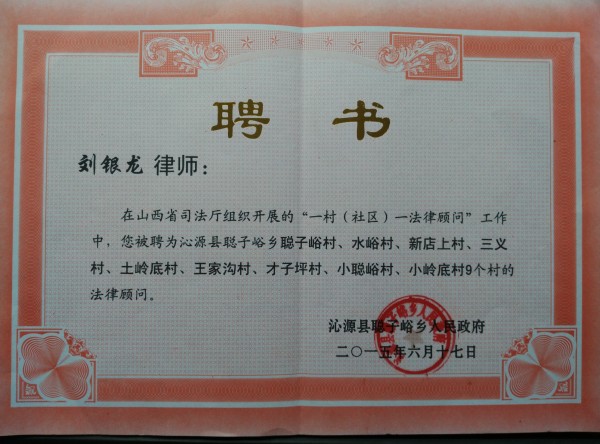 聘书
刘银龙 律师：
在山西省司法厅组织开展的“一村（社区）一法律顾问”工作
中，您被聘为沁源县聪子峪乡聪子峪村、水峪村、新店上村、三义
村、土岭底村、王家沟村、才子坪村、小聪峪村、小岭底村9个村的
法律顾问。
沁源县聪子峪乡人民政府
二〇一五年六月十七日